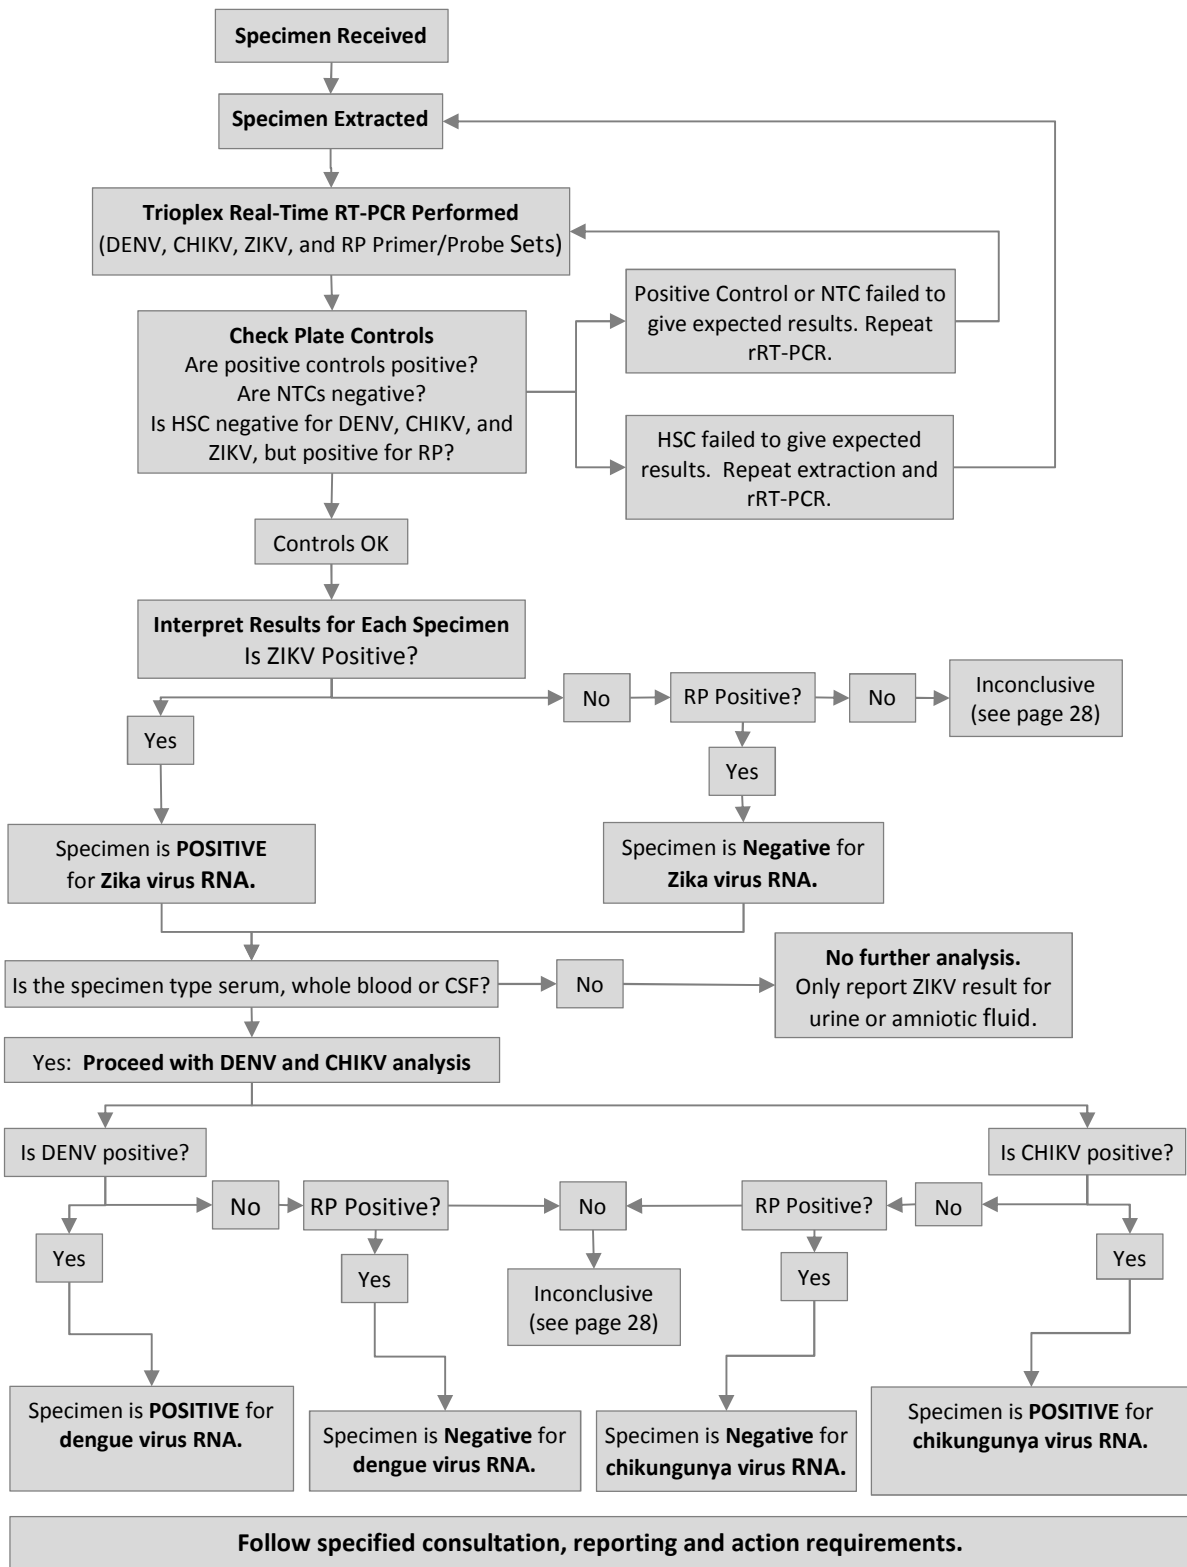 Specimen Received
Specimen Extracted
Trioplex Real-Time RT-PCR Performed
(DENV, CHIKV, ZIKV, and RP Primer/Probe Sets)
Positive Control or NTC failed to
give expected results. Repeat
rRT-PCR.
Check Plate Controls
Are positive controls positive?
Are NTCs negative?
Is HSC negative for DENV, CHIKV, and
ZIKV, but positive for RP?
HSC failed to give expected
results.  Repeat extraction and
rRT-PCR.
Controls OK
Interpret Results for Each Specimen
Is ZIKV Positive?
No
RP Positive?
No
Inconclusive
(see page 28)
Yes
Yes
Specimen is POSITIVE
for Zika virus RNA.
Specimen is Negative for
Zika virus RNA.
Is the specimen type serum, whole blood or CSF?
No
No further analysis.
Only report ZIKV result for
urine or amniotic fluid.
Yes:  Proceed with DENV and CHIKV analysis
Is DENV positive?
Is CHIKV positive?
No
RP Positive?
No
RP Positive?
No
Yes
Yes
Inconclusive
(see page 28)
Yes
Yes
Specimen is POSITIVE for
dengue virus RNA.
Specimen is Negative for
dengue virus RNA.
Specimen is Negative for
chikungunya virus RNA.
Specimen is POSITIVE for
chikungunya virus RNA.
Follow specified consultation, reporting and action requirements.